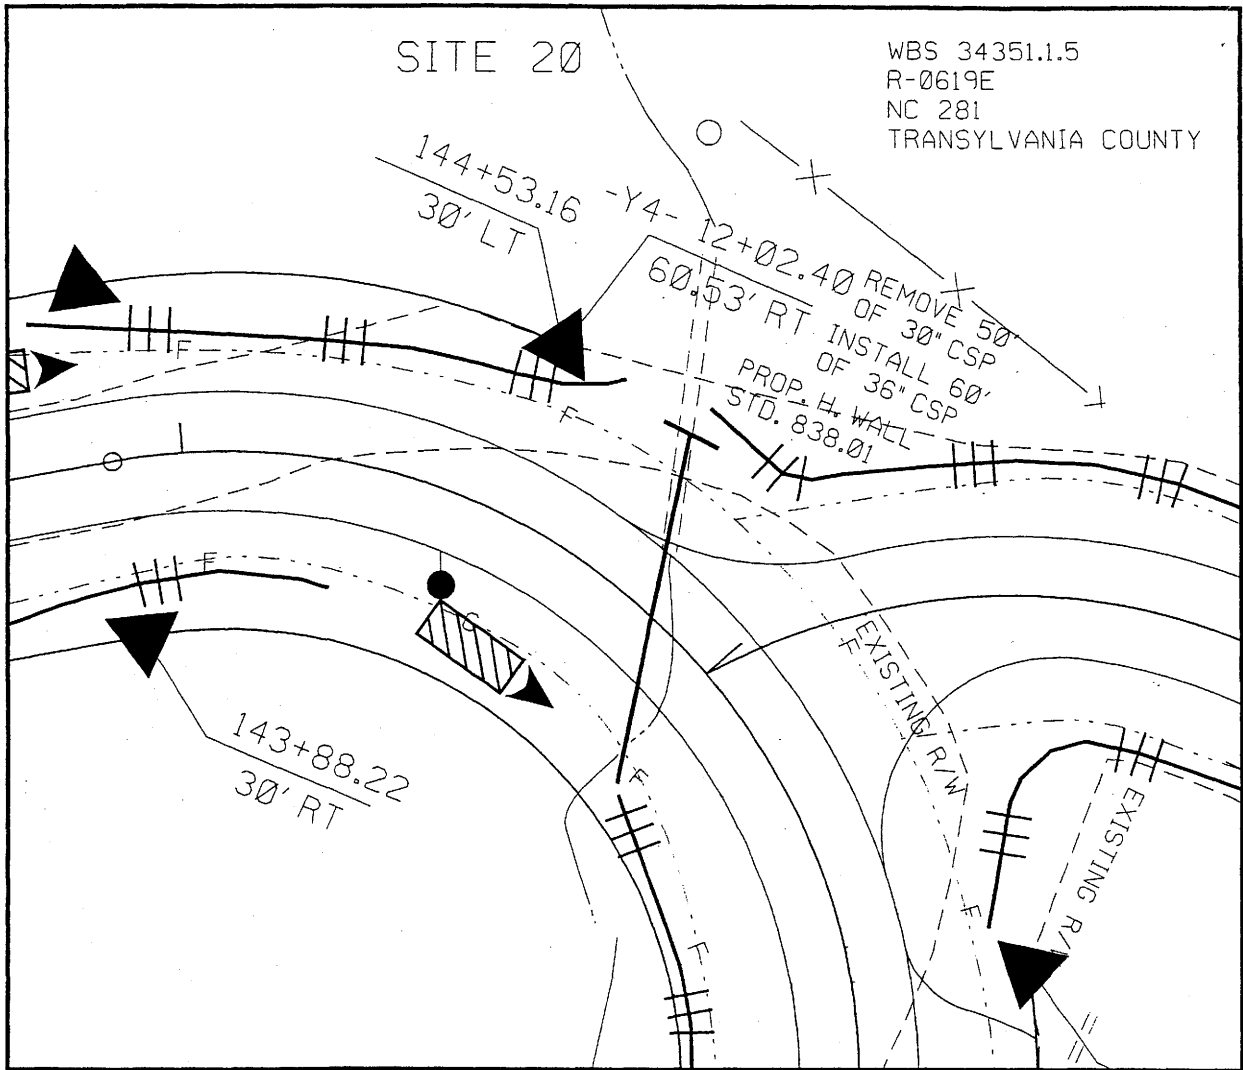 SITE 20
WBS 34351.1.5
R-0619E
NC 281
TRANSYLVANIA COUNTY
144+53.16
30' LT
-Y4- 12+02.40
60.53' RT
REMOVE 50'
OF 30" CSP
INSTALL 60'
OF 36" CSP
PROP. H. WALL
STD. 838.01
F
F
F
C
F
EXISTING R/W
F
EXISTING R/
143+88.22
30' RT
F
F